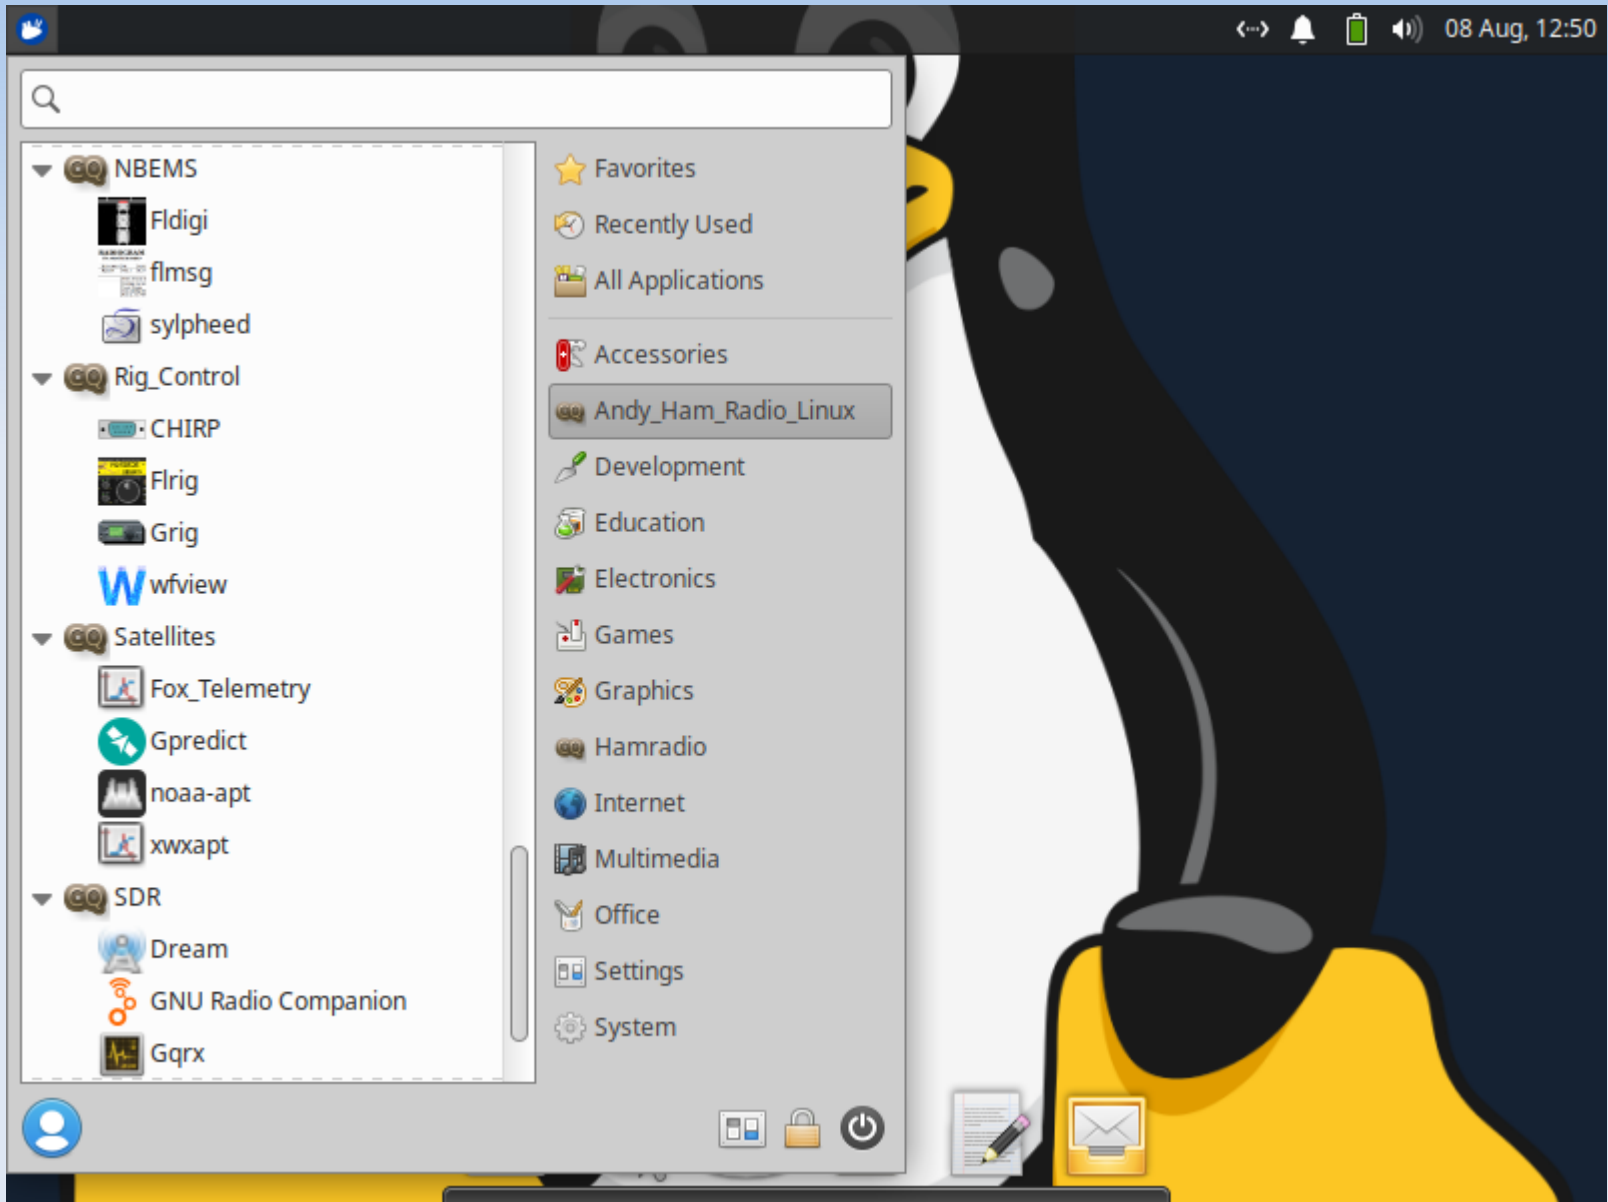 08 Aug, 12:50
NBEMS
Fldigi
flmsg
sylpheed
Rig_Control
CHIRP
Flrig
Grig
wfview
Satellites
Fox_Telemetry
Gpredict
noaa-apt
xwxapt
SDR
Dream
GNU Radio Companion
Gqrx
Favorites
Recently Used
All Applications
Accessories
Andy_Ham_Radio_Linux
Development
Education
Electronics
Games
Graphics
Hamradio
Internet
Multimedia
Office
Settings
System